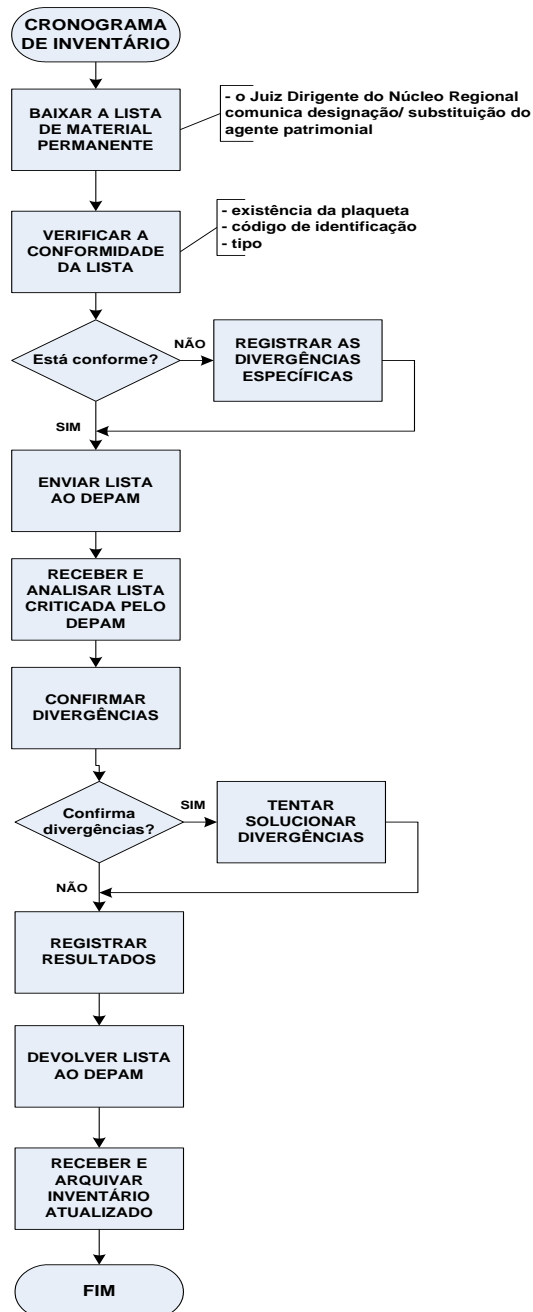 CRONOGRAMA
DE INVENTÁRIO
BAIXAR A LISTA
DE MATERIAL
PERMANENTE
- o Juiz Dirigente do Núcleo Regional
comunica designação/ substituição do
agente patrimonial
VERIFICAR A
CONFORMIDADE
DA LISTA
- existência da plaqueta
- código de identificação
- tipo
Está conforme?
NÃO
REGISTRAR AS
DIVERGÊNCIAS
ESPECÍFICAS
SIM
ENVIAR LISTA
AO DEPAM
RECEBER E
ANALISAR LISTA
CRITICADA PELO
DEPAM
CONFIRMAR
DIVERGÊNCIAS
Confirma
divergências?
SIM
TENTAR
SOLUCIONAR
DIVERGÊNCIAS
NÃO
REGISTRAR
RESULTADOS
DEVOLVER LISTA
AO DEPAM
RECEBER E
ARQUIVAR
INVENTÁRIO
ATUALIZADO
FIM